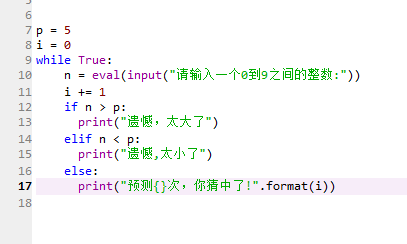 6
7 p = 5
8 i = 0
9 while True:
10     n = eval(input("请输入一个0到9之间的整数:"))
11     i += 1
12     if n > p:
13       print("遗憾，太大了")
14     elif n < p:
15       print("遗憾,太小了")
16     else:
17       print("预测{}次，你猜中了!".format(i))
18